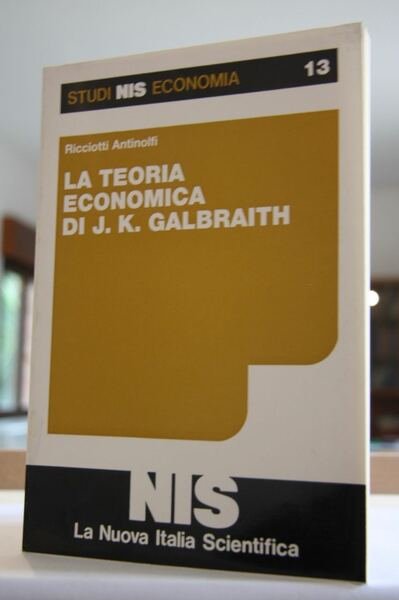 STUDI NIS ECONOMIA 13
Ricciotti Antinolfi
LA TEORIA
ECONOMICA
DI J. K. GALBRAITH
NIS
La Nuova Italia Scientifica